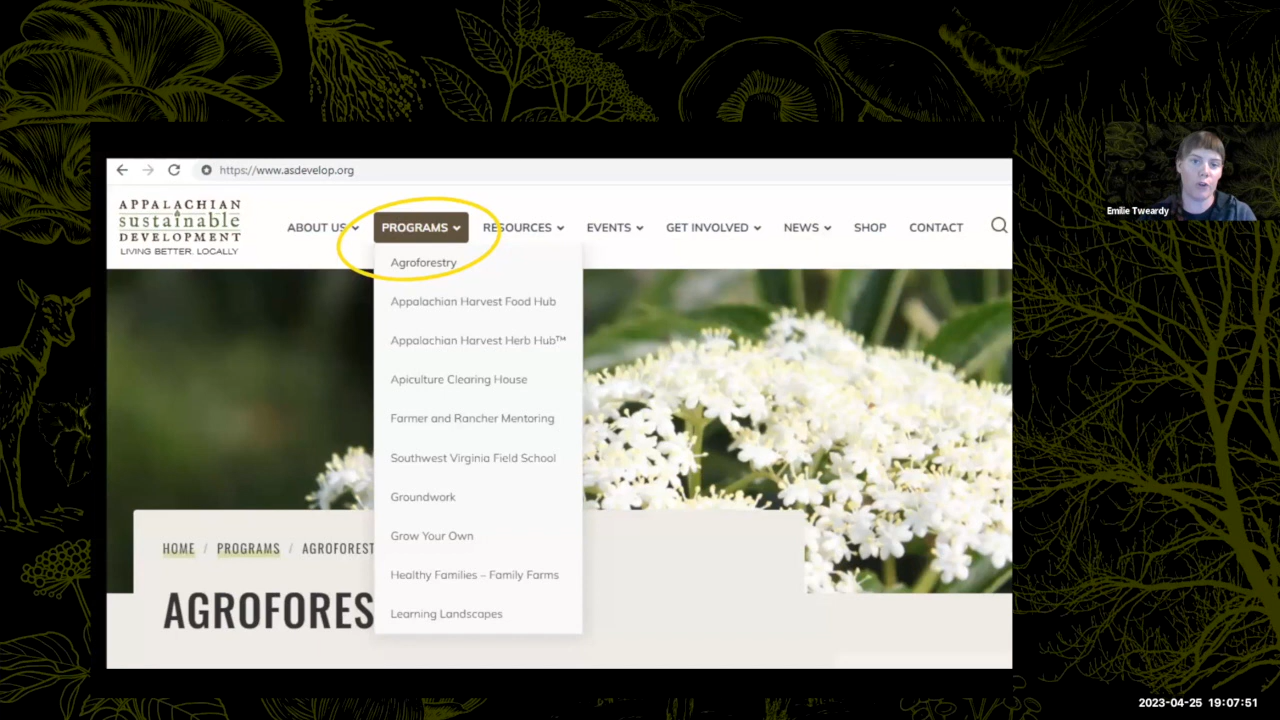 https://www.asdevelop.org
APPALACHIAN
sustainable
DEVELOPMENT
LIVING BETTER. LOCALLY
ABOUT US
PROGRAMS
RESOURCES
EVENTS
GET INVOLVED
NEWS
SHOP
CONTACT
Agroforestry
Appalachian Harvest Food Hub
Appalachian Harvest Herb Hub™
Apiculture Clearing House
Farmer and Rancher Mentoring
Southwest Virginia Field School
Groundwork
Grow Your Own
Healthy Families – Family Farms
Learning Landscapes
HOME / PROGRAMS / AGROFOREST
AGROFORES
Emilie Tweardy
2023-04-25 19:07:51